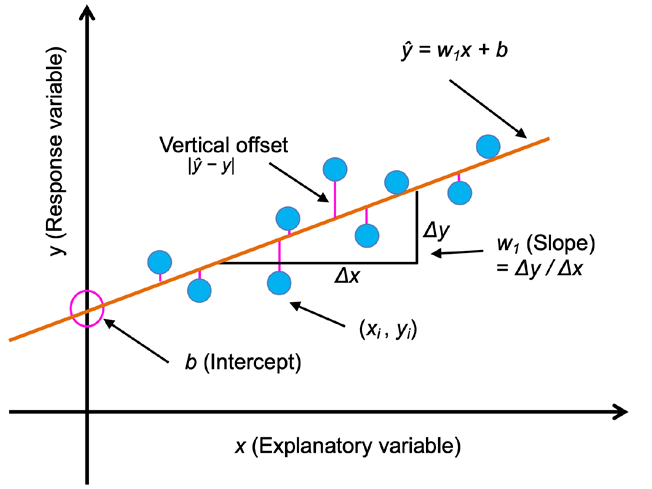 y (Response variable)
ŷ = w₁x + b
Vertical offset
|ŷ − y|
Δy
w₁ (Slope)
= Δy / Δx
Δx
(xᵢ , yᵢ)
b (Intercept)
x (Explanatory variable)